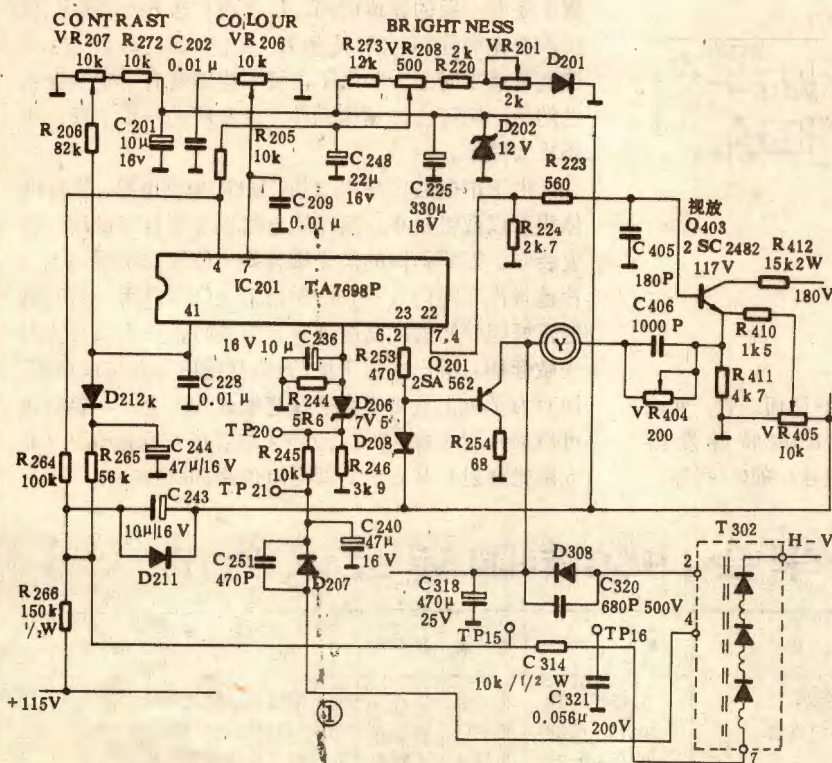 CONTRAST
VR207
10k
R272
10k
C202
0.01μ
COLOUR
VR206
10k
BRIGHTNESS
R273
12k
VR208
500
2k
R220
VR201
2k
D201
R206
82k
C201
10μ
16v
R205
10k
C248
22μ
16v
C225
330μ
16V
D202
12V
R223
560
C209
0.01μ
R224
2k.7
C405
180P
视放
Q403
2SC2482
117V
R412
15k2W
180V
4
7
IC201
TA7698P
41
23
22
6.2
7.4
C406
1000P
Y
R410
1k5
R411
4k7
VR404
200
VR405
10k
16V 10μ
C236
R253
470
Q201
2SA562
C228
0.01μ
R244
5R6
D206
7V5
D208
R254
68
D212k
TP20
C244
47μ/16V
R264
100k
R265
56k
R245
10k
R246
3k9
TP21
C243
10μ/16V
D211
C240
47μ
16V
C251
470P
D207
R266
150k
1/2W
C318
470μ
25V
D308
C320
680P 500V
T302
H-V
2
4
7
TP15
TP16
C314
10k/1/2W
C321
0.056μ
200V
+115V
①